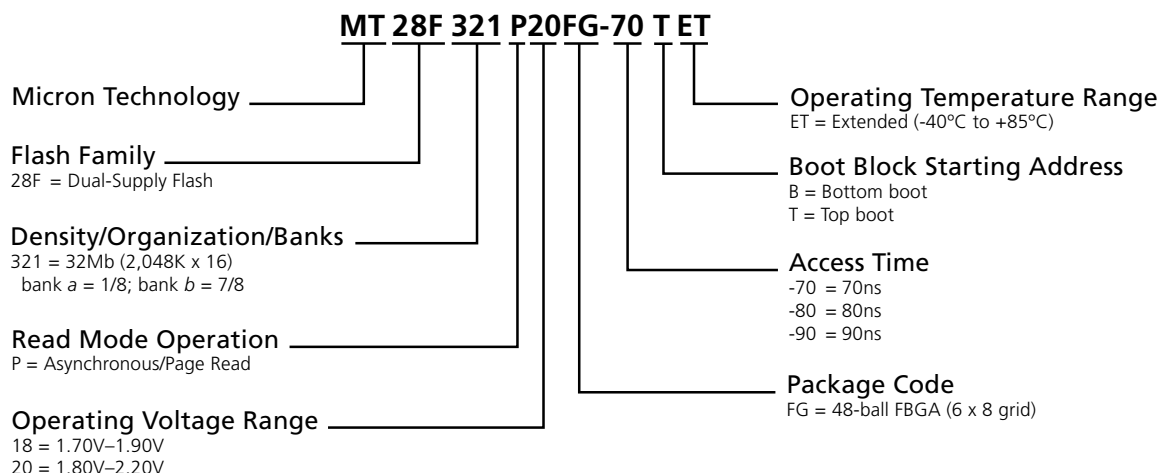 MT 28F 321 P20FG-70 T ET
Micron Technology
Flash Family
28F = Dual-Supply Flash
Density/Organization/Banks
321 = 32Mb (2,048K x 16)
bank a = 1/8; bank b = 7/8
Read Mode Operation
P = Asynchronous/Page Read
Operating Voltage Range
18 = 1.70V–1.90V
20 = 1.80V–2.20V
Operating Temperature Range
ET = Extended (-40ºC to +85ºC)
Boot Block Starting Address
B = Bottom boot
T = Top boot
Access Time
-70 = 70ns
-80 = 80ns
-90 = 90ns
Package Code
FG = 48-ball FBGA (6 x 8 grid)